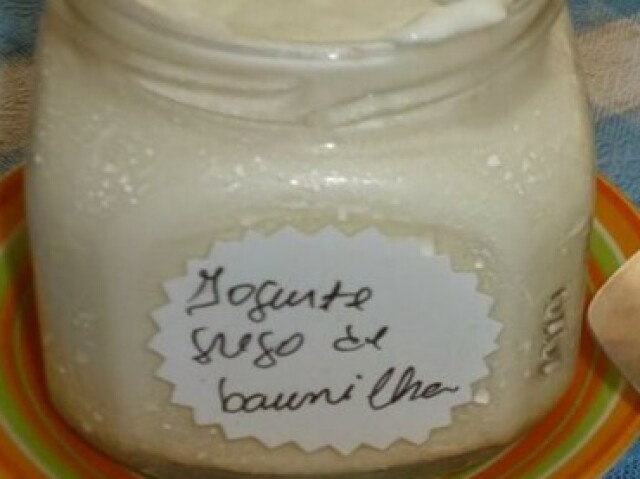 Iogurte
grego de
baunilha